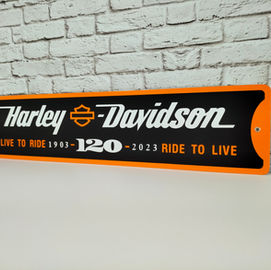 Harley-Davidson
LIVE TO RIDE 1903 - 120 - 2023 RIDE TO LIVE